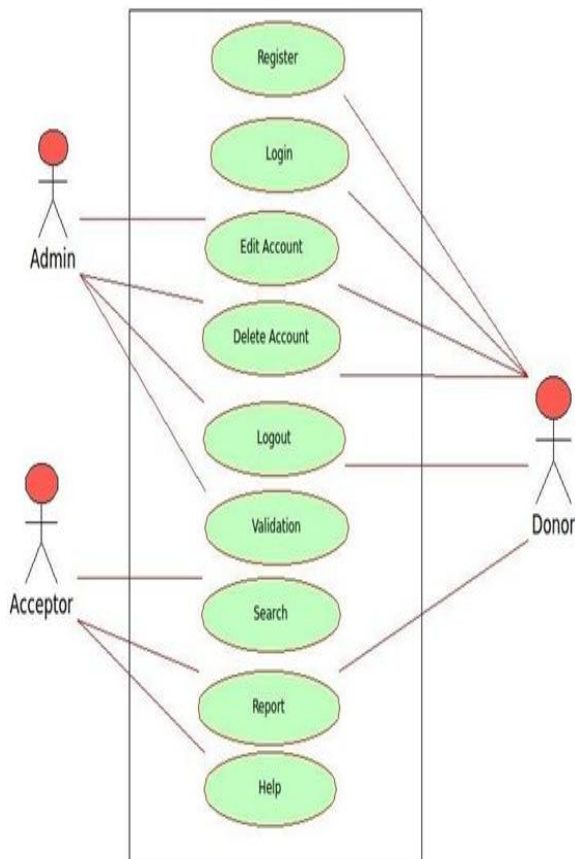 Register
Login
Admin
Edit Account
Delete Account
Logout
Validation
Acceptor
Donor
Search
Report
Help